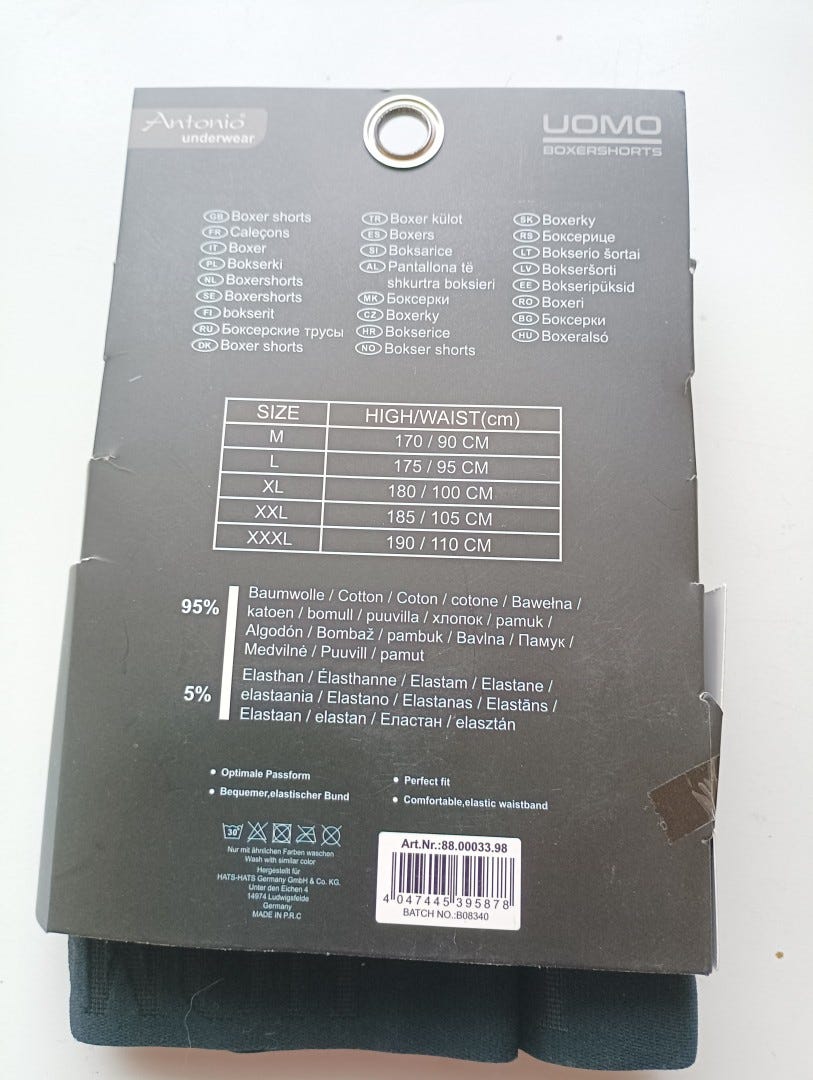 Antonio®
underwear
UOMO
BOXERSHORTS
GB Boxer shorts
FR Caleçons
IT Boxer
PL Bokserki
NL Boxershorts
SE Boxershorts
FI bokserit
RU Боксерские трусы
DK Boxer shorts
TR Boxer külot
ES Boxers
SI Boksarice
AL Pantallona të
shkurtra boksieri
MK Боксерки
CZ Boxerky
HR Bokserice
NO Bokser shorts
SK Boxerky
RS Боксерице
LT Bokserio šortai
LV Bokseršorti
EE Bokseripüksid
RO Boxeri
BG Боксерки
HU Boxeralsó
SIZE HIGH/WAIST(cm)
M 170 / 90 CM
L 175 / 95 CM
XL 180 / 100 CM
XXL 185 / 105 CM
XXXL 190 / 110 CM
95% Baumwolle / Cotton / Coton / cotone / Bawełna /
katoen / bomull / puuvilla / хлопок / pamuk /
Algodón / Bombaž / pambuk / Bavlna / Памук /
Medvilné / Puuvill / pamut
5% Elasthan / Élasthanne / Elastam / Elastane /
elastaania / Elastano / Elastanas / Elastāns /
Elastaan / elastan / Еластан / elasztán
• Optimale Passform
• Bequemer,elastischer Bund
• Perfect fit
• Comfortable,elastic waistband
30°
Nur mit ähnlichen Farben waschen
Wash with similar color
Hergestellt für
HATS-HATS Germany GmbH & Co. KG.
Unter den Eichen 4
14974 Ludwigsfelde
Germany
MADE IN P.R.C
Art.Nr.:88.00033.98
4 047445 395878
BATCH NO.:B08340